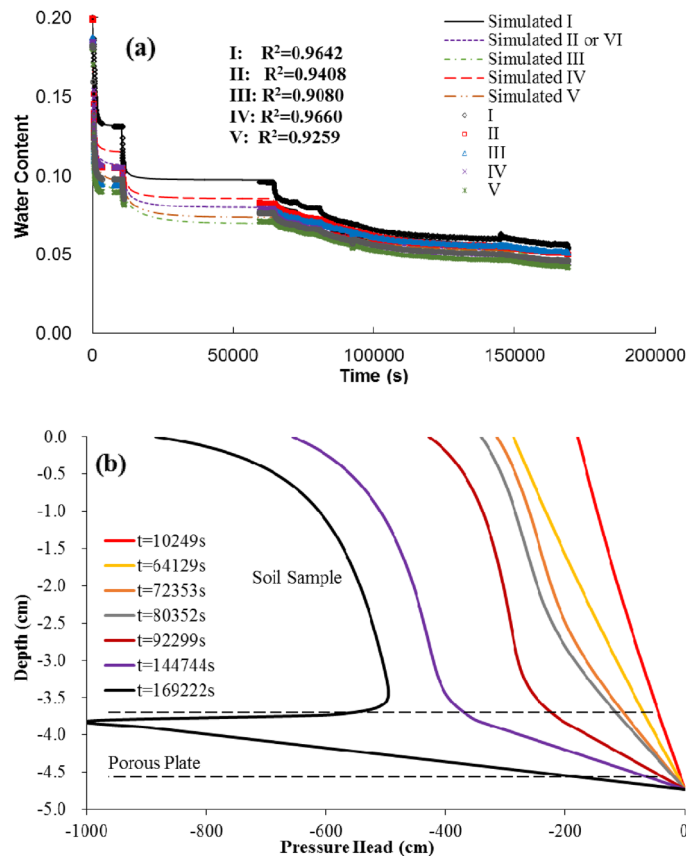 0.20
0.15
0.10
0.05
0.00
Water Content
(a)
I: R²=0.9642
II: R²=0.9408
III: R²=0.9080
IV: R²=0.9660
V: R²=0.9259
Simulated I
Simulated II or VI
Simulated III
Simulated IV
Simulated V
I
II
III
IV
V
0
50000
100000
150000
200000
Time (s)
0.0
-0.5
-1.0
-1.5
-2.0
-2.5
-3.0
-3.5
-4.0
-4.5
-5.0
Depth (cm)
(b)
t=10249s
t=64129s
t=72353s
t=80352s
t=92299s
t=144744s
t=169222s
Soil Sample
Porous Plate
-1000
-800
-600
-400
-200
0
Pressure Head (cm)